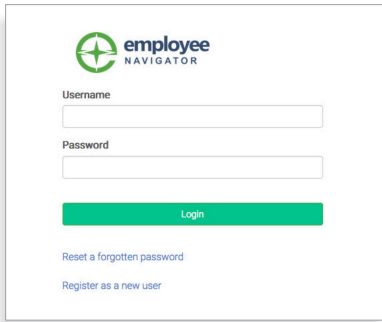 employee
NAVIGATOR
Username
Password
Login
Reset a forgotten password
Register as a new user